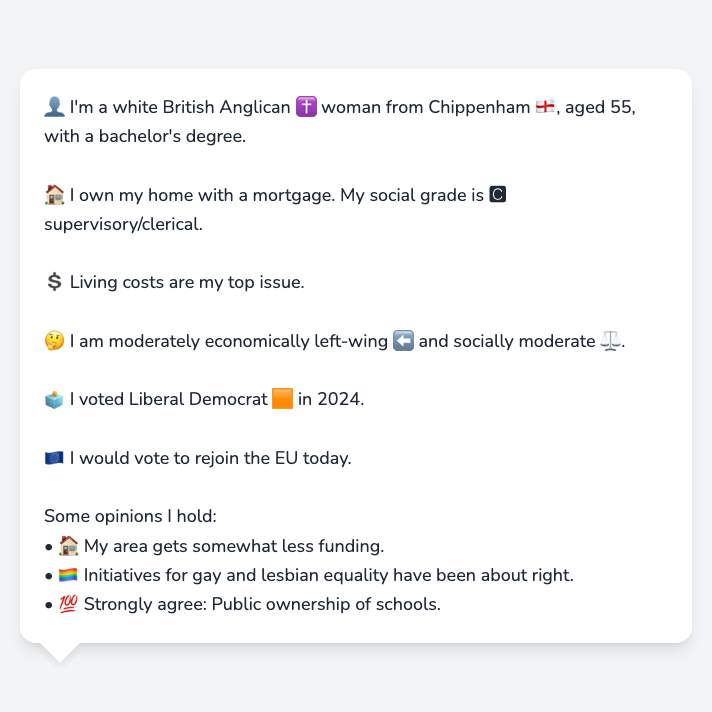 👤 I'm a white British Anglican ✝️ woman from Chippenham 🏴󠁧󠁢󠁥󠁮󠁧󠁿, aged 55,
with a bachelor's degree.
🏠 I own my home with a mortgage. My social grade is 🅲
supervisory/clerical.
💲 Living costs are my top issue.
🤔 I am moderately economically left-wing ⬅️ and socially moderate ⚖️.
🗳️ I voted Liberal Democrat 🟧 in 2024.
🇪🇺 I would vote to rejoin the EU today.
Some opinions I hold:
• 🏠 My area gets somewhat less funding.
• 🏳️‍🌈 Initiatives for gay and lesbian equality have been about right.
• 💯 Strongly agree: Public ownership of schools.